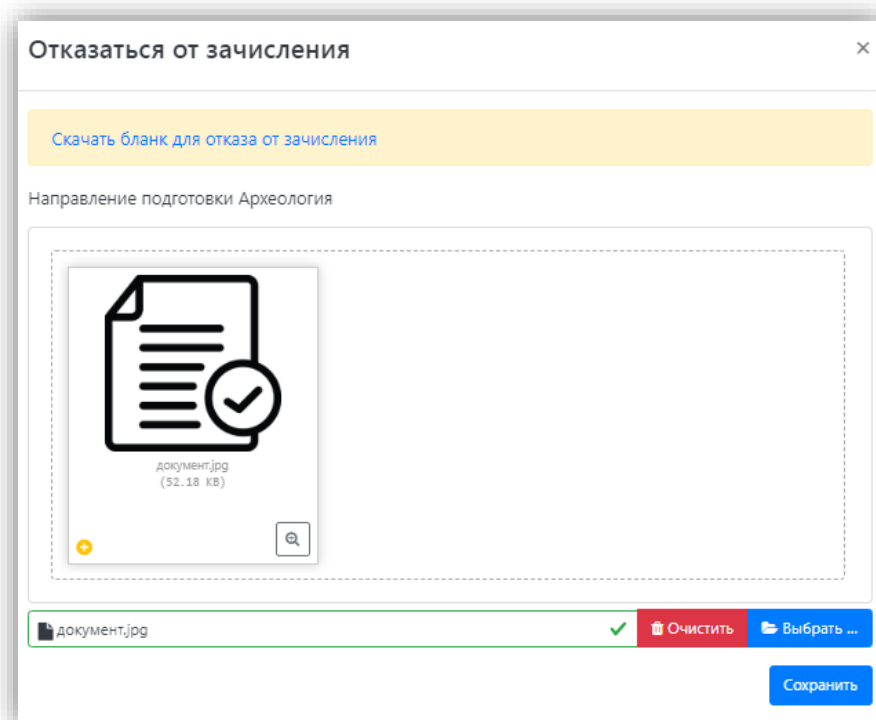 Отказаться от зачисления ×
Скачать бланк для отказа от зачисления
Направление подготовки Археология
документ.jpg
(52.18 KB)
документ.jpg Очистить Выбрать ...
Сохранить